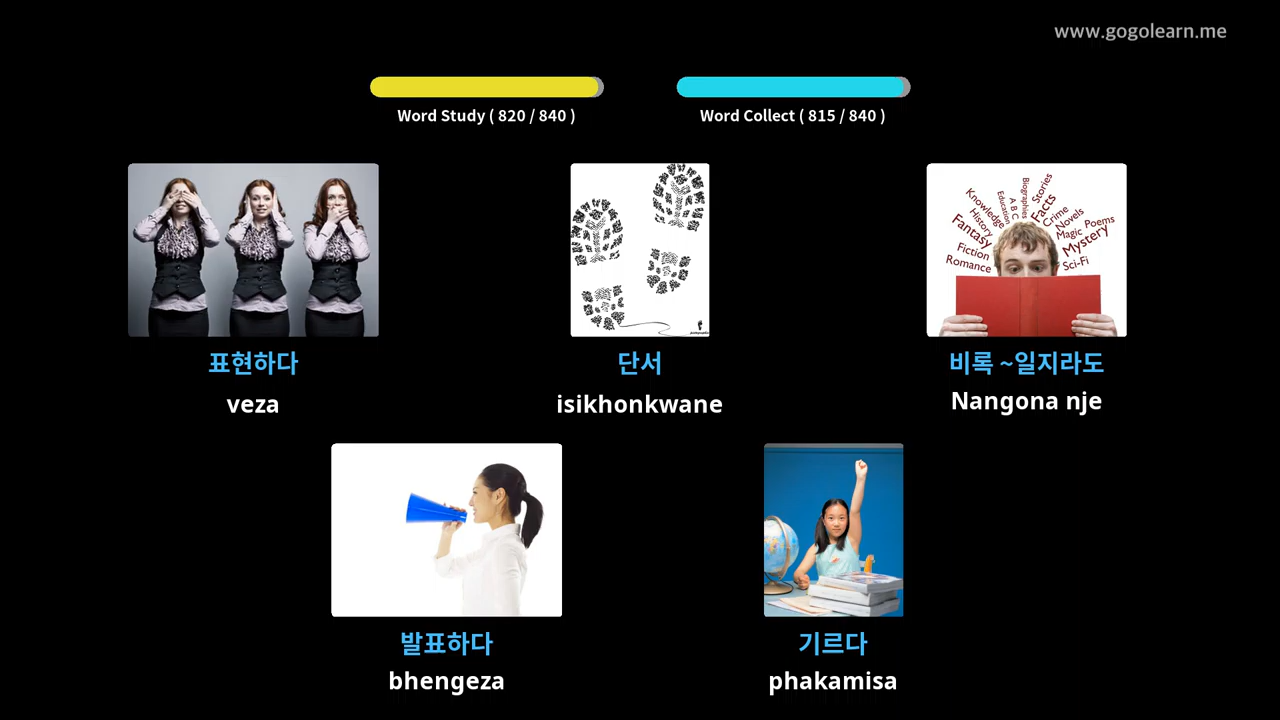 www.gogolearn.me
Word Study ( 820 / 840 )
Word Collect ( 815 / 840 )
Knowledge
History
Fantasy
Fiction
Romance
Education
A B C
Biographies
Stories
Facts
Crime
Novels
Magic
Poems
Mystery
Sci-Fi
표현하다
veza
단서
isikhonkwane
비록 ~일지라도
Nangona nje
발표하다
bhengeza
기르다
phakamisa